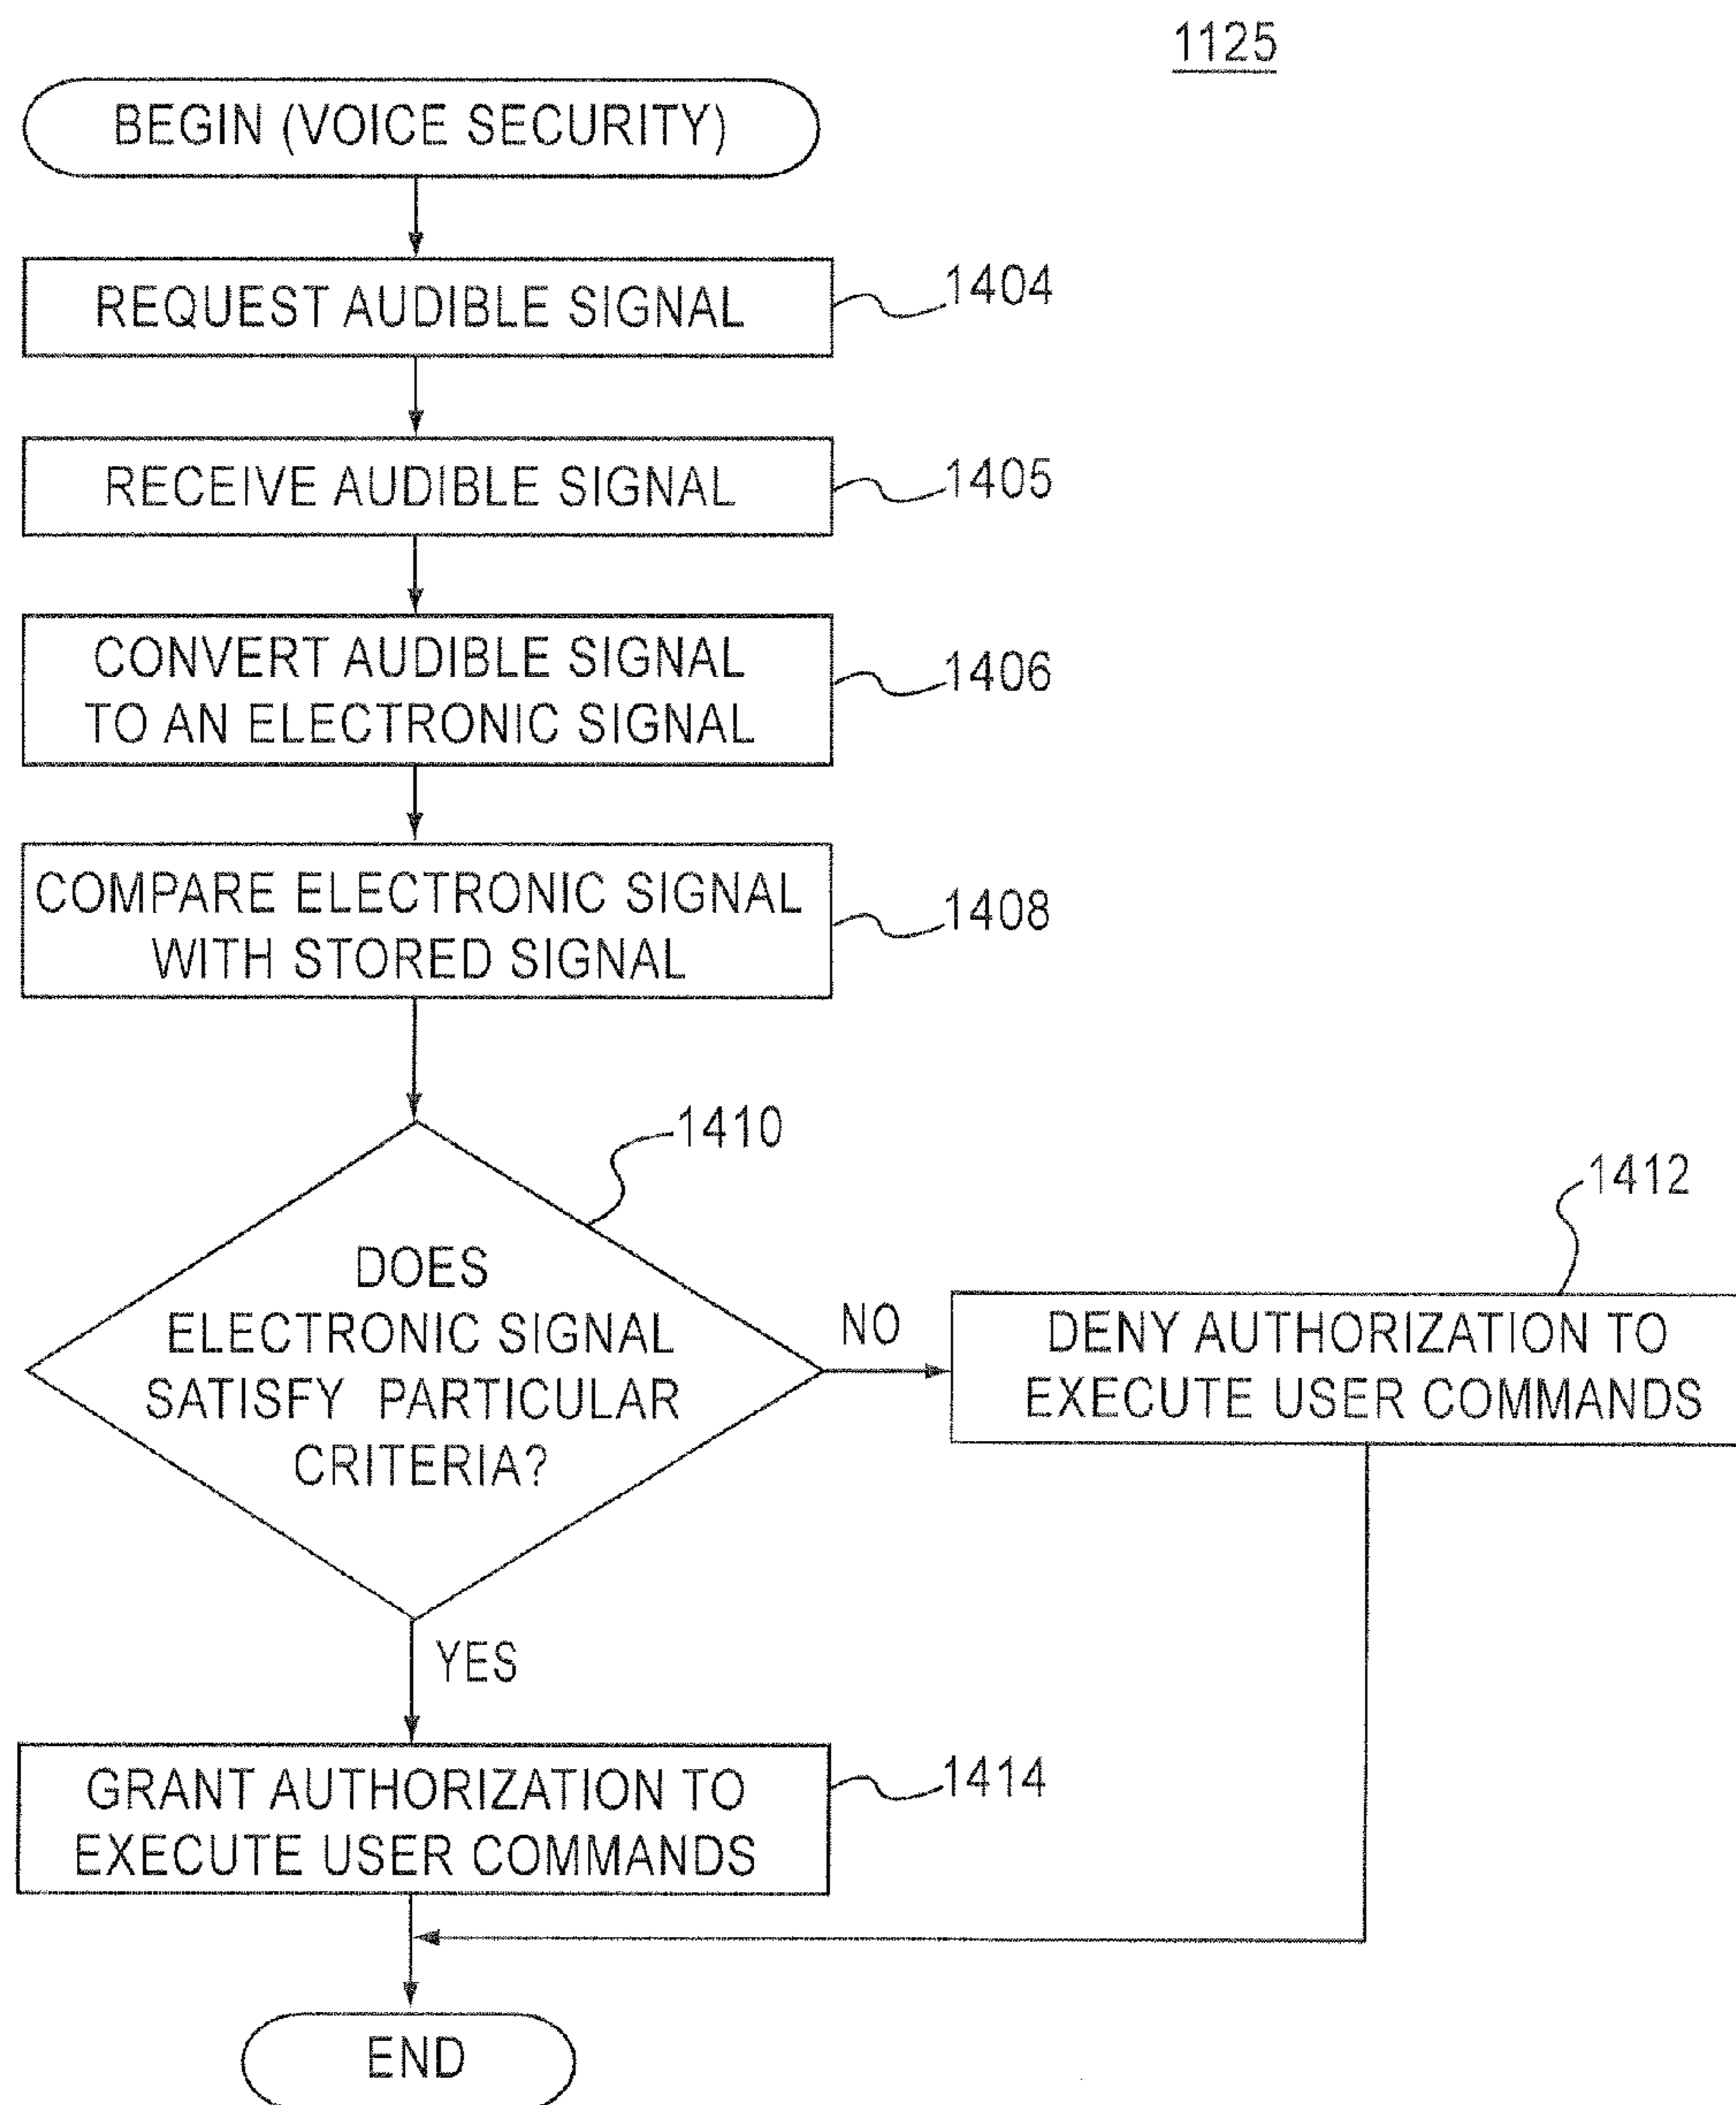 1125
BEGIN (VOICE SECURITY)
REQUEST AUDIBLE SIGNAL
1404
RECEIVE AUDIBLE SIGNAL
1405
CONVERT AUDIBLE SIGNAL
TO AN ELECTRONIC SIGNAL
1406
COMPARE ELECTRONIC SIGNAL
WITH STORED SIGNAL
1408
1410
DOES
ELECTRONIC SIGNAL
SATISFY PARTICULAR
CRITERIA?
NO
1412
DENY AUTHORIZATION TO
EXECUTE USER COMMANDS
YES
GRANT AUTHORIZATION TO
EXECUTE USER COMMANDS
1414
END